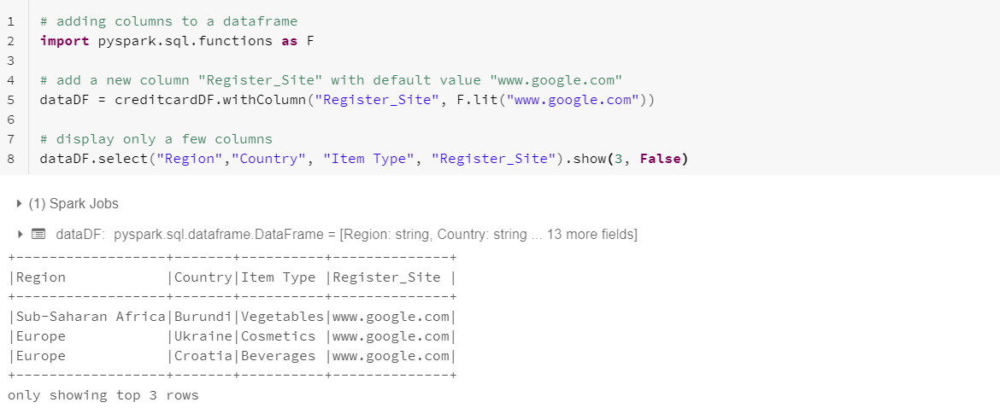 1 # adding columns to a dataframe
2 import pyspark.sql.functions as F
3
4 # add a new column "Register_Site" with default value "www.google.com"
5 dataDF = creditcardDF.withColumn("Register_Site", F.lit("www.google.com"))
6
7 # display only a few columns
8 dataDF.select("Region","Country", "Item Type", "Register_Site").show(3, False)
(1) Spark Jobs
dataDF: pyspark.sql.dataframe.DataFrame = [Region: string, Country: string ... 13 more fields]
+------------------+-------+----------+--------------+
|Region            |Country|Item Type |Register_Site |
+------------------+-------+----------+--------------+
|Sub-Saharan Africa|Burundi|Vegetables|www.google.com|
|Europe            |Ukraine|Cosmetics |www.google.com|
|Europe            |Croatia|Beverages |www.google.com|
+------------------+-------+----------+--------------+
only showing top 3 rows